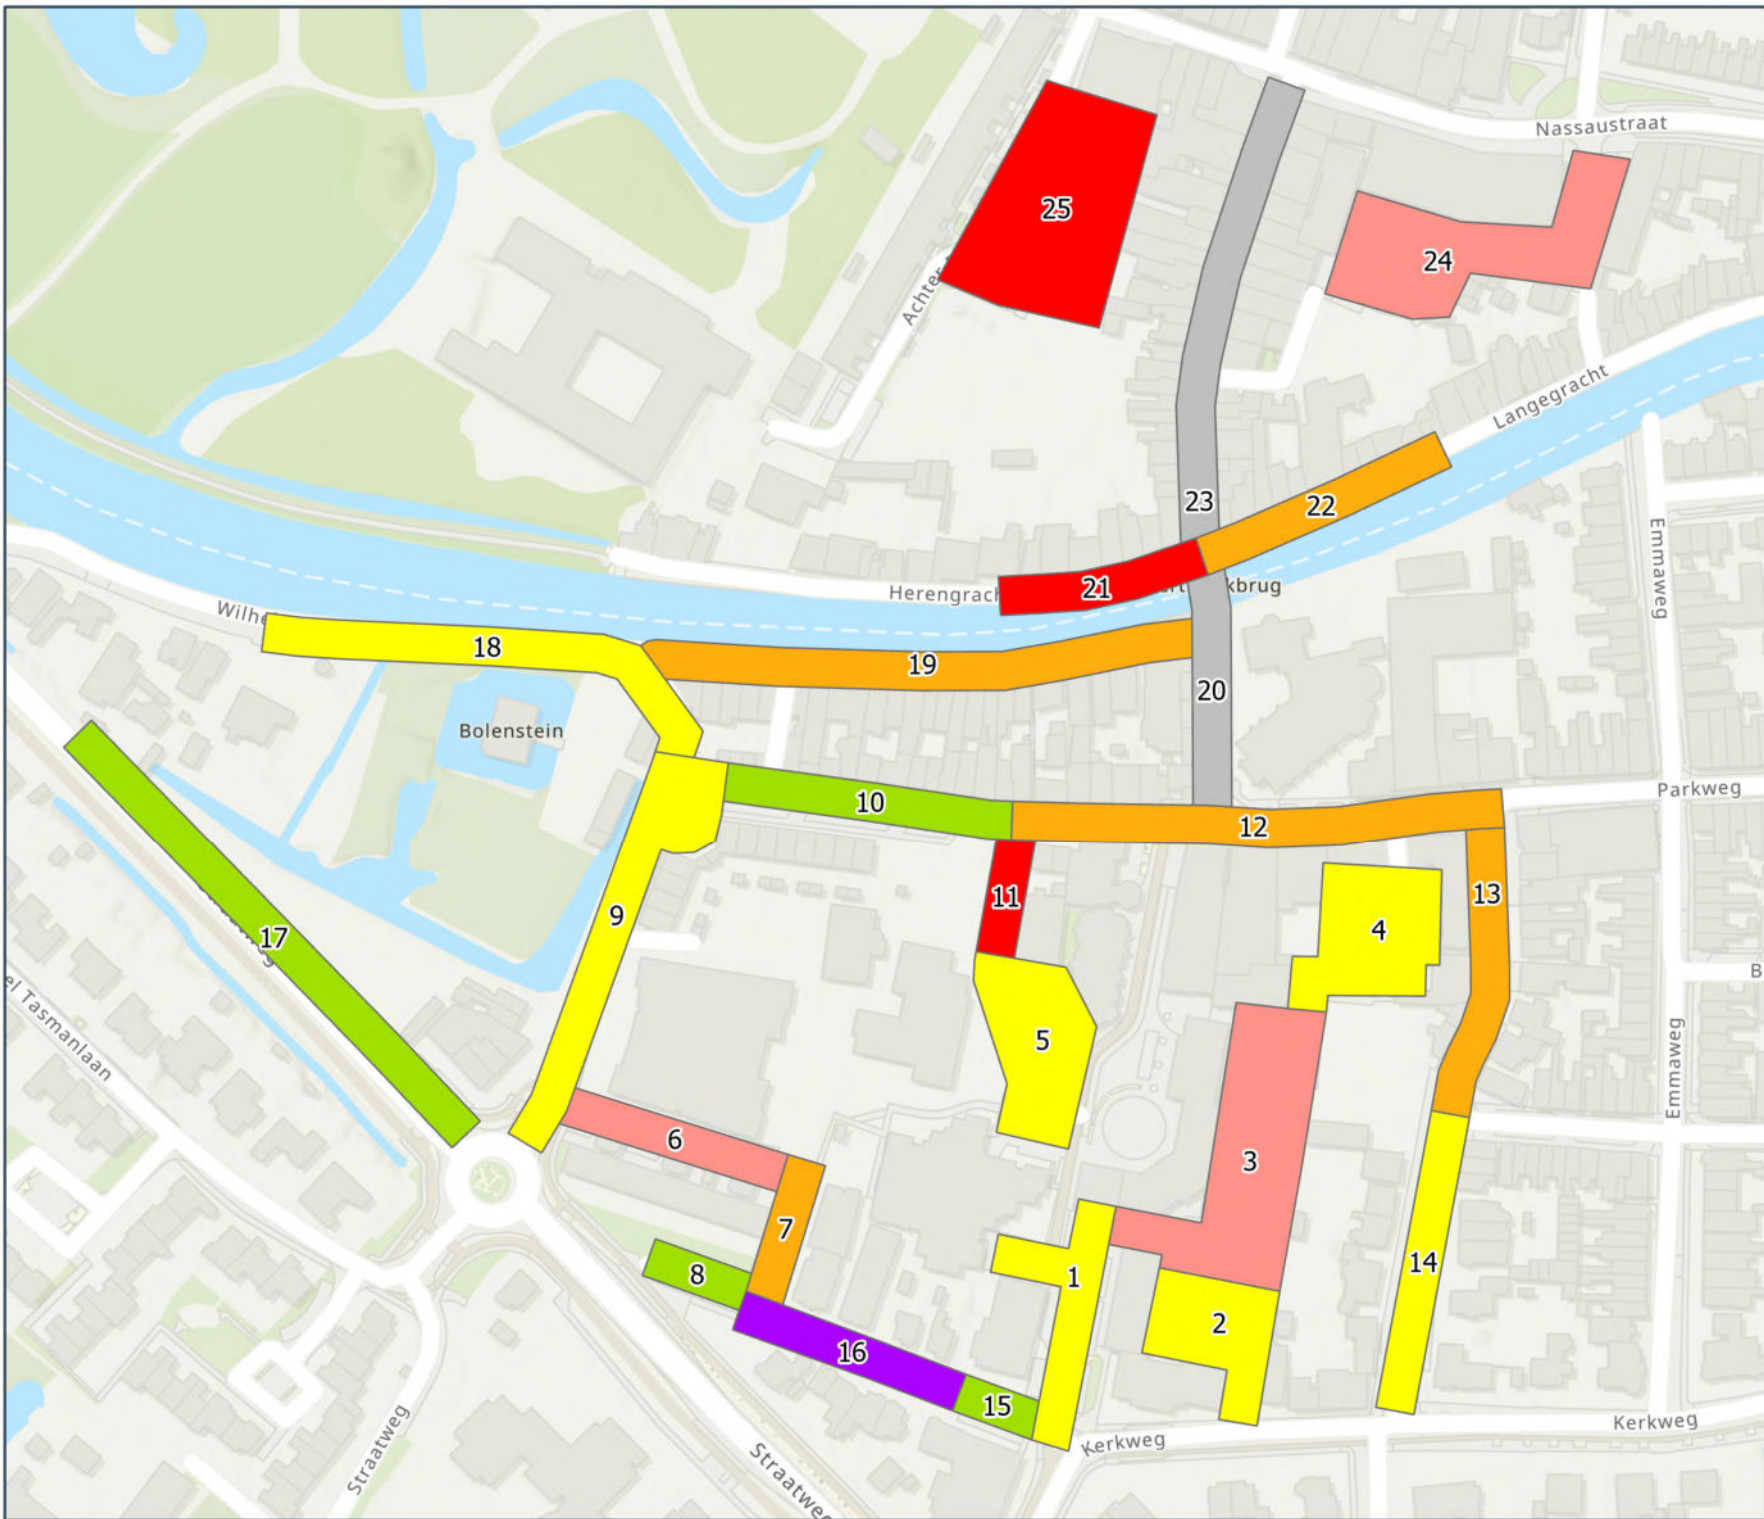 Nassaustraat
25
24
Achter
Langegracht
23
22
Emmaweg
Herengrach
21
kbrug
Wilhe
18
19
20
Bolenstein
Parkweg
10
12
13
11
9
4
17
B
el Tasmanlaan
5
Emmaweg
6
3
7
14
8
1
2
16
15
Kerkweg
Kerkweg
Straatweg
Straatweg